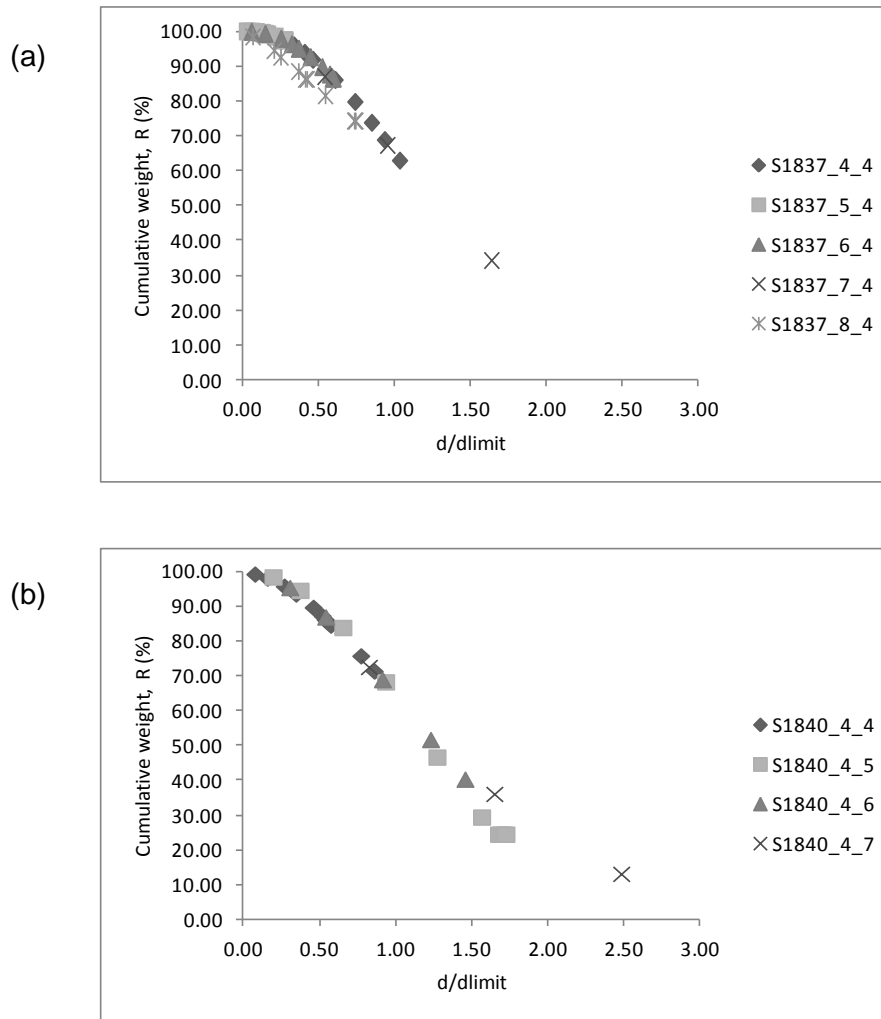 (a)
Cumulative weight, R (%)
100.00
90.00
80.00
70.00
60.00
50.00
40.00
30.00
20.00
10.00
0.00
0.00 0.50 1.00 1.50 2.00 2.50 3.00
d/dlimit
S1837_4_4
S1837_5_4
S1837_6_4
S1837_7_4
S1837_8_4
(b)
Cumulative weight, R (%)
100.00
90.00
80.00
70.00
60.00
50.00
40.00
30.00
20.00
10.00
0.00
0.00 0.50 1.00 1.50 2.00 2.50 3.00
d/dlimit
S1840_4_4
S1840_4_5
S1840_4_6
S1840_4_7